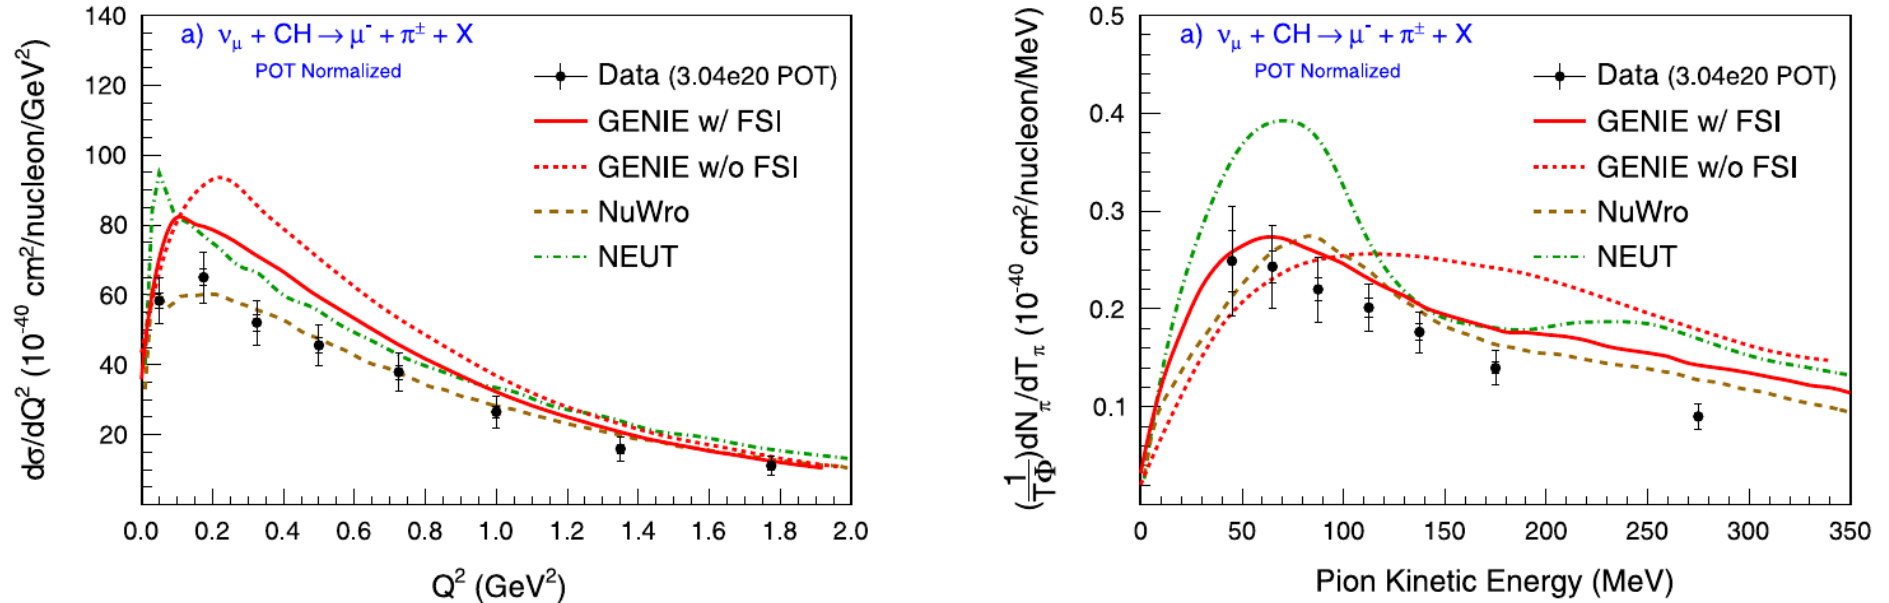 a) νμ + CH → μ- + π± + X
POT Normalized
Data (3.04e20 POT)
GENIE w/ FSI
GENIE w/o FSI
NuWro
NEUT
dσ/dQ² (10⁻⁴⁰ cm²/nucleon/GeV²)
140
120
100
80
60
40
20
0.0 0.2 0.4 0.6 0.8 1.0 1.2 1.4 1.6 1.8 2.0
Q² (GeV²)
a) νμ + CH → μ- + π± + X
POT Normalized
Data (3.04e20 POT)
GENIE w/ FSI
GENIE w/o FSI
NuWro
NEUT
(1/TΦ)dNπ/dTπ (10⁻⁴⁰ cm²/nucleon/MeV)
0.5
0.4
0.3
0.2
0.1
0 50 100 150 200 250 300 350
Pion Kinetic Energy (MeV)